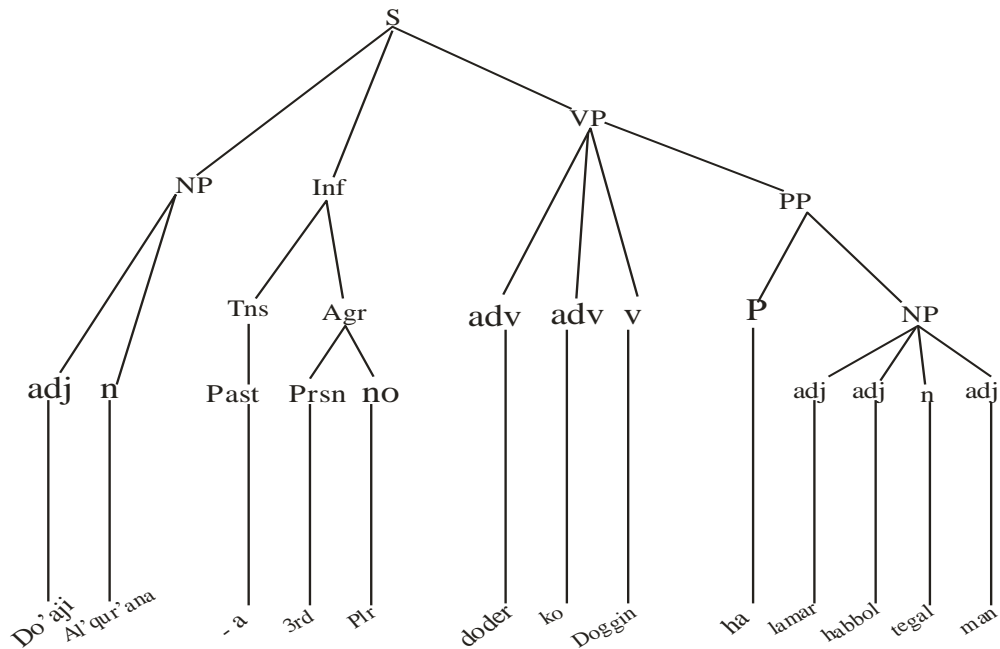 S
VP
NP Inf PP
Tns Agr adv adv v P NP
adj n Past Prsn no adj adj n adj
Do'aji Al'qur'ana - a 3rd Plr doder ko Doggin ha lamar habbol tegal man